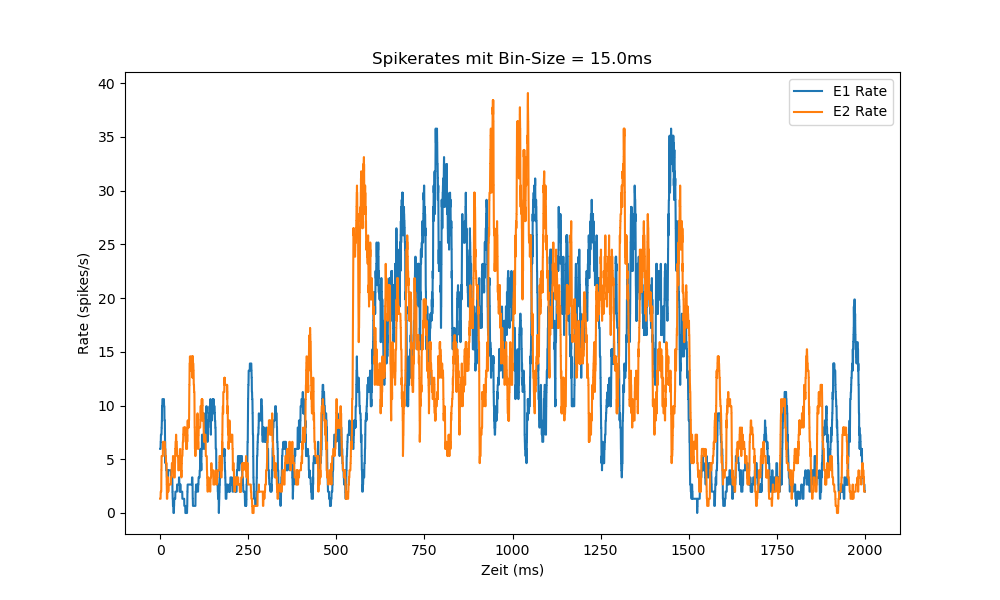 Spikerates mit Bin-Size = 15.0ms
E1 Rate
E2 Rate
Rate (spikes/s)
40
35
30
25
20
15
10
5
0
0 250 500 750 1000 1250 1500 1750 2000
Zeit (ms)